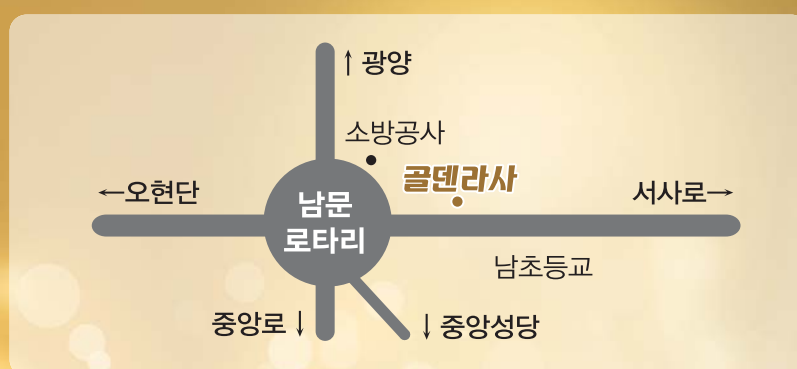 ↑ 광양
소방공사
골덴라사
←오현단
서사로→
남문
로타리
남초등교
중앙로 ↓
↓ 중앙성당